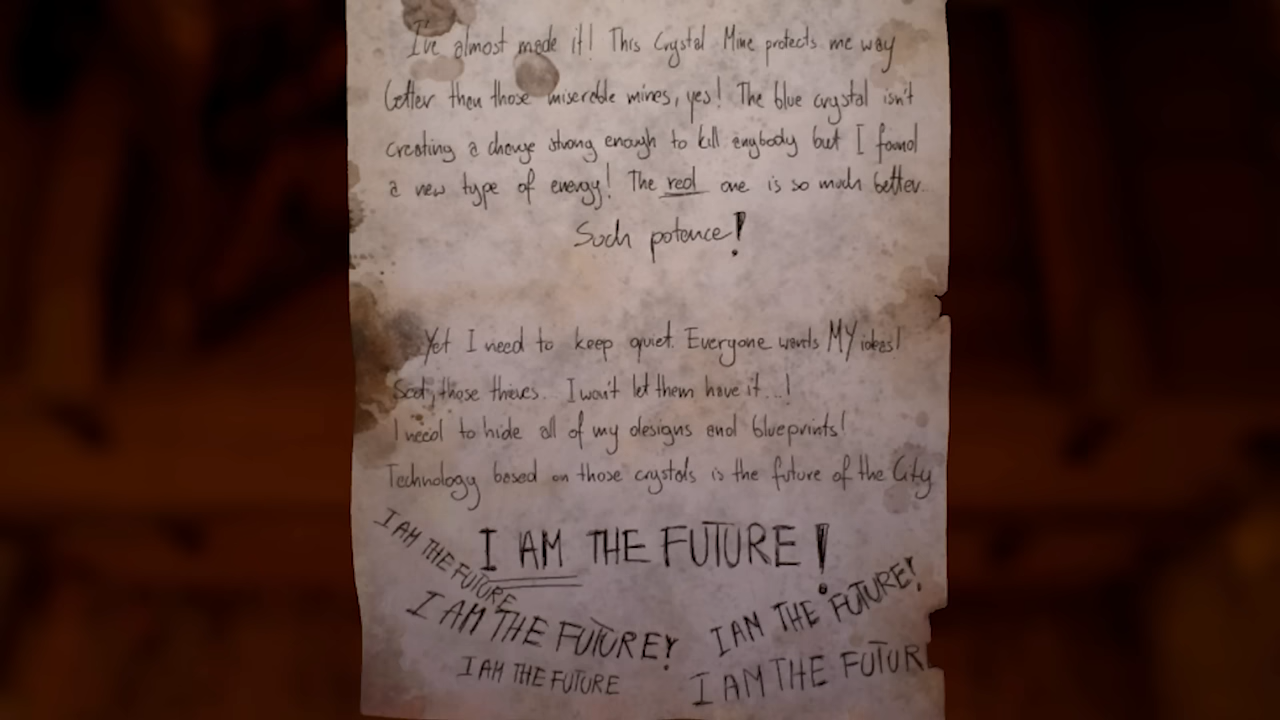 I've almost made it! This Crystal Mine protects me way
better then those miserable mines, yes! The blue crystal isn't
creating a charge strong enough to kill anybody but I found
a new type of energy! The red one is so much better.
Such potence!
Yet I need to keep quiet. Everyone wants MY ideas!
Scat, those thieves. I won't let them have it...!
I need to hide all of my designs and blueprints!
Technology based on those crystals is the future of the City
I AM THE FUTURE!
I AM THE FUTURE
I AM THE FUTURE!
I AM THE FUTURE!
I AM THE FUTURE
I AM THE FUTUR